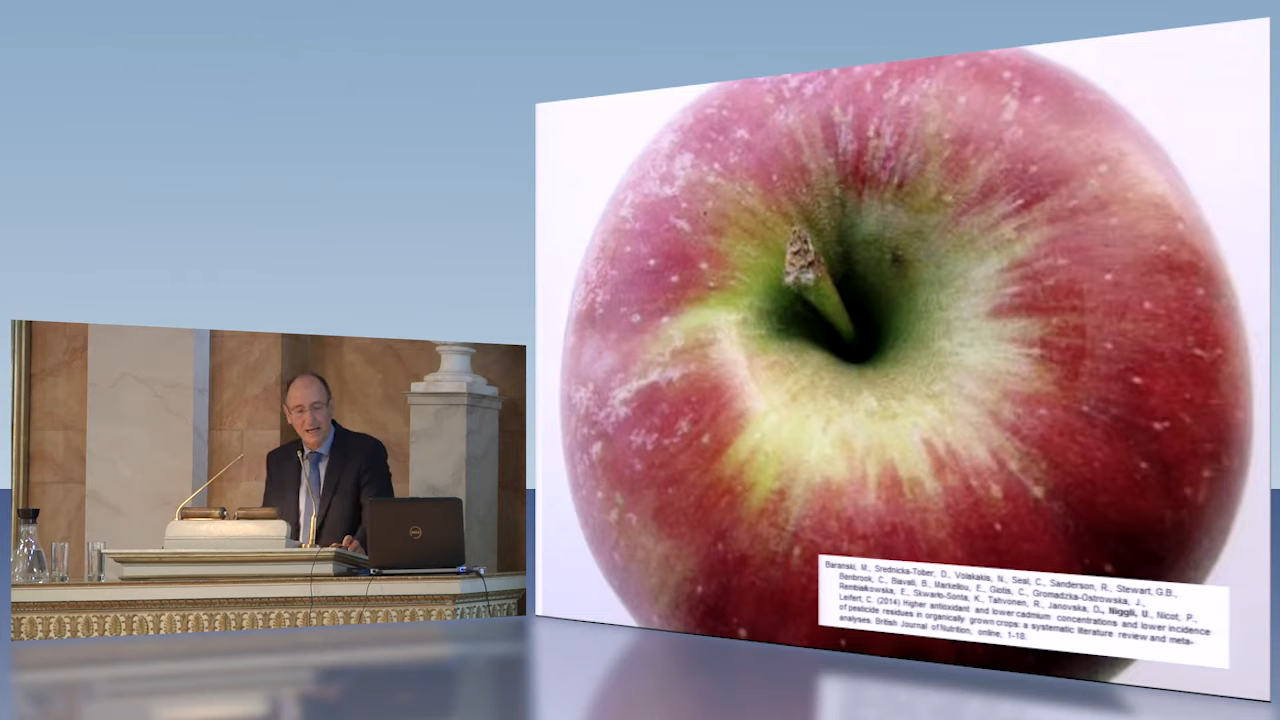 Baranski, M., Srednicka-Tober, D., Volakakis, N., Seal, C., Sanderson, R., Stewart, G.B.,
Benbrook, C., Biavati, B., Markellou, E., Giotis, C., Gromadzka-Ostrowska, J.,
Rembiałkowska, E., Skwarło-Sońta, K., Tahvonen, R., Janovska, D., Niggli, U., Nicot, P.,
Leifert, C. (2014) Higher antioxidant and lower cadmium concentrations and lower incidence
of pesticide residues in organically grown crops: a systematic literature review and meta-
analyses. British Journal of Nutrition, online, 1-18.
DELL